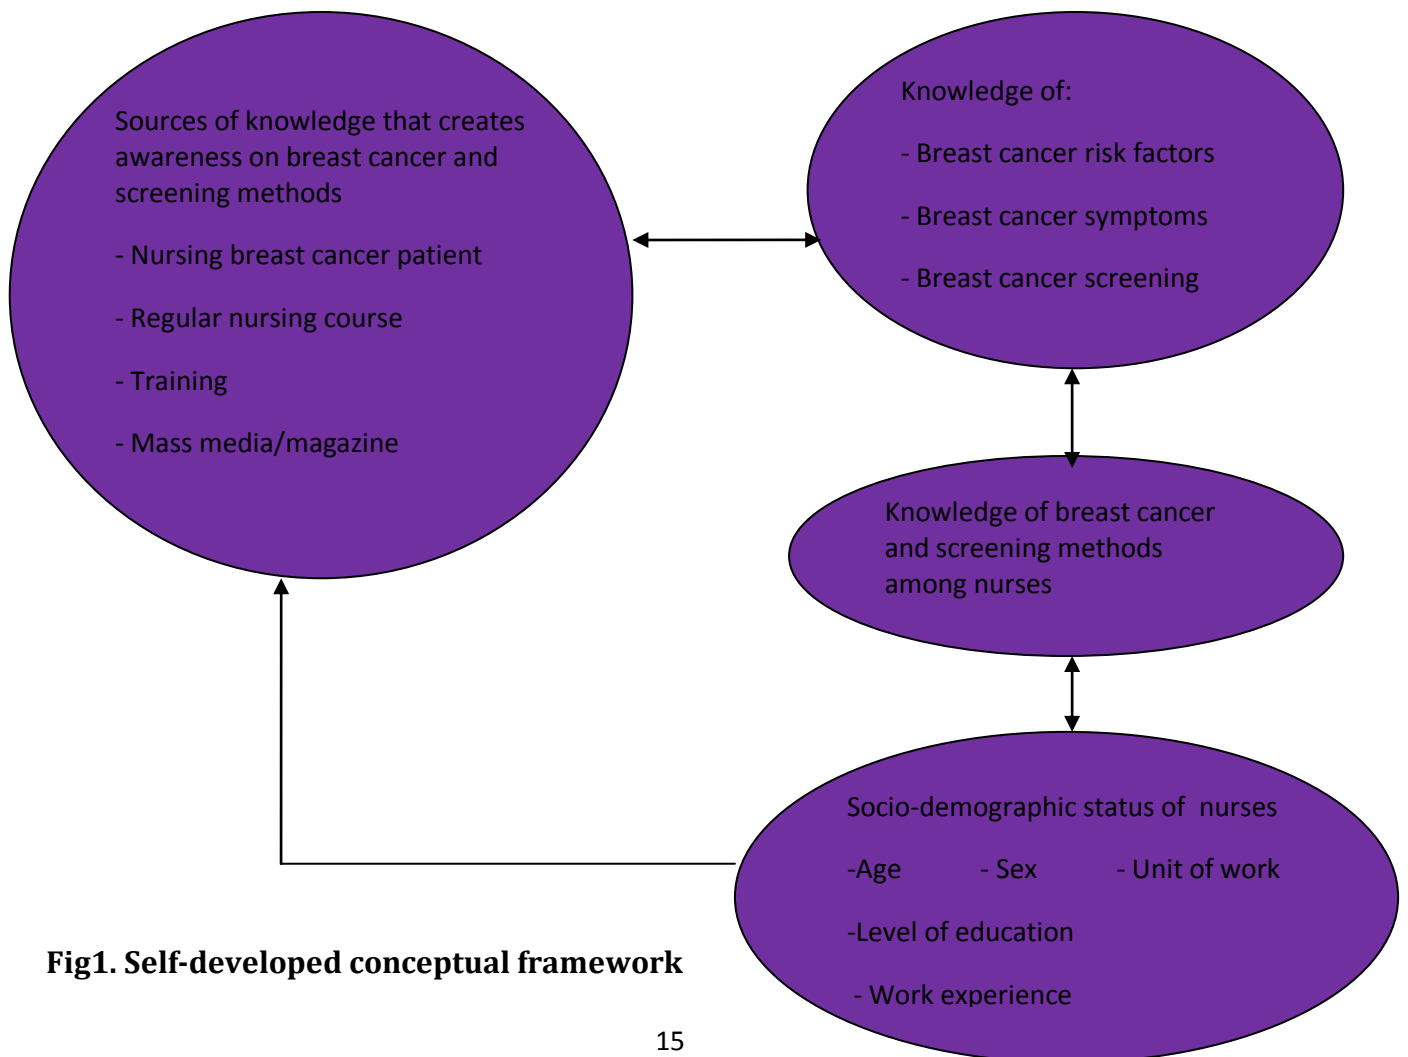 Sources of knowledge that creates
awareness on breast cancer and
screening methods
- Nursing breast cancer patient
- Regular nursing course
- Training
- Mass media/magazine
Knowledge of:
- Breast cancer risk factors
- Breast cancer symptoms
- Breast cancer screening
Knowledge of breast cancer
and screening methods
among nurses
Socio-demographic status of  nurses
-Age - Sex - Unit of work
-Level of education
- Work experience
Fig1. Self-developed conceptual framework
15